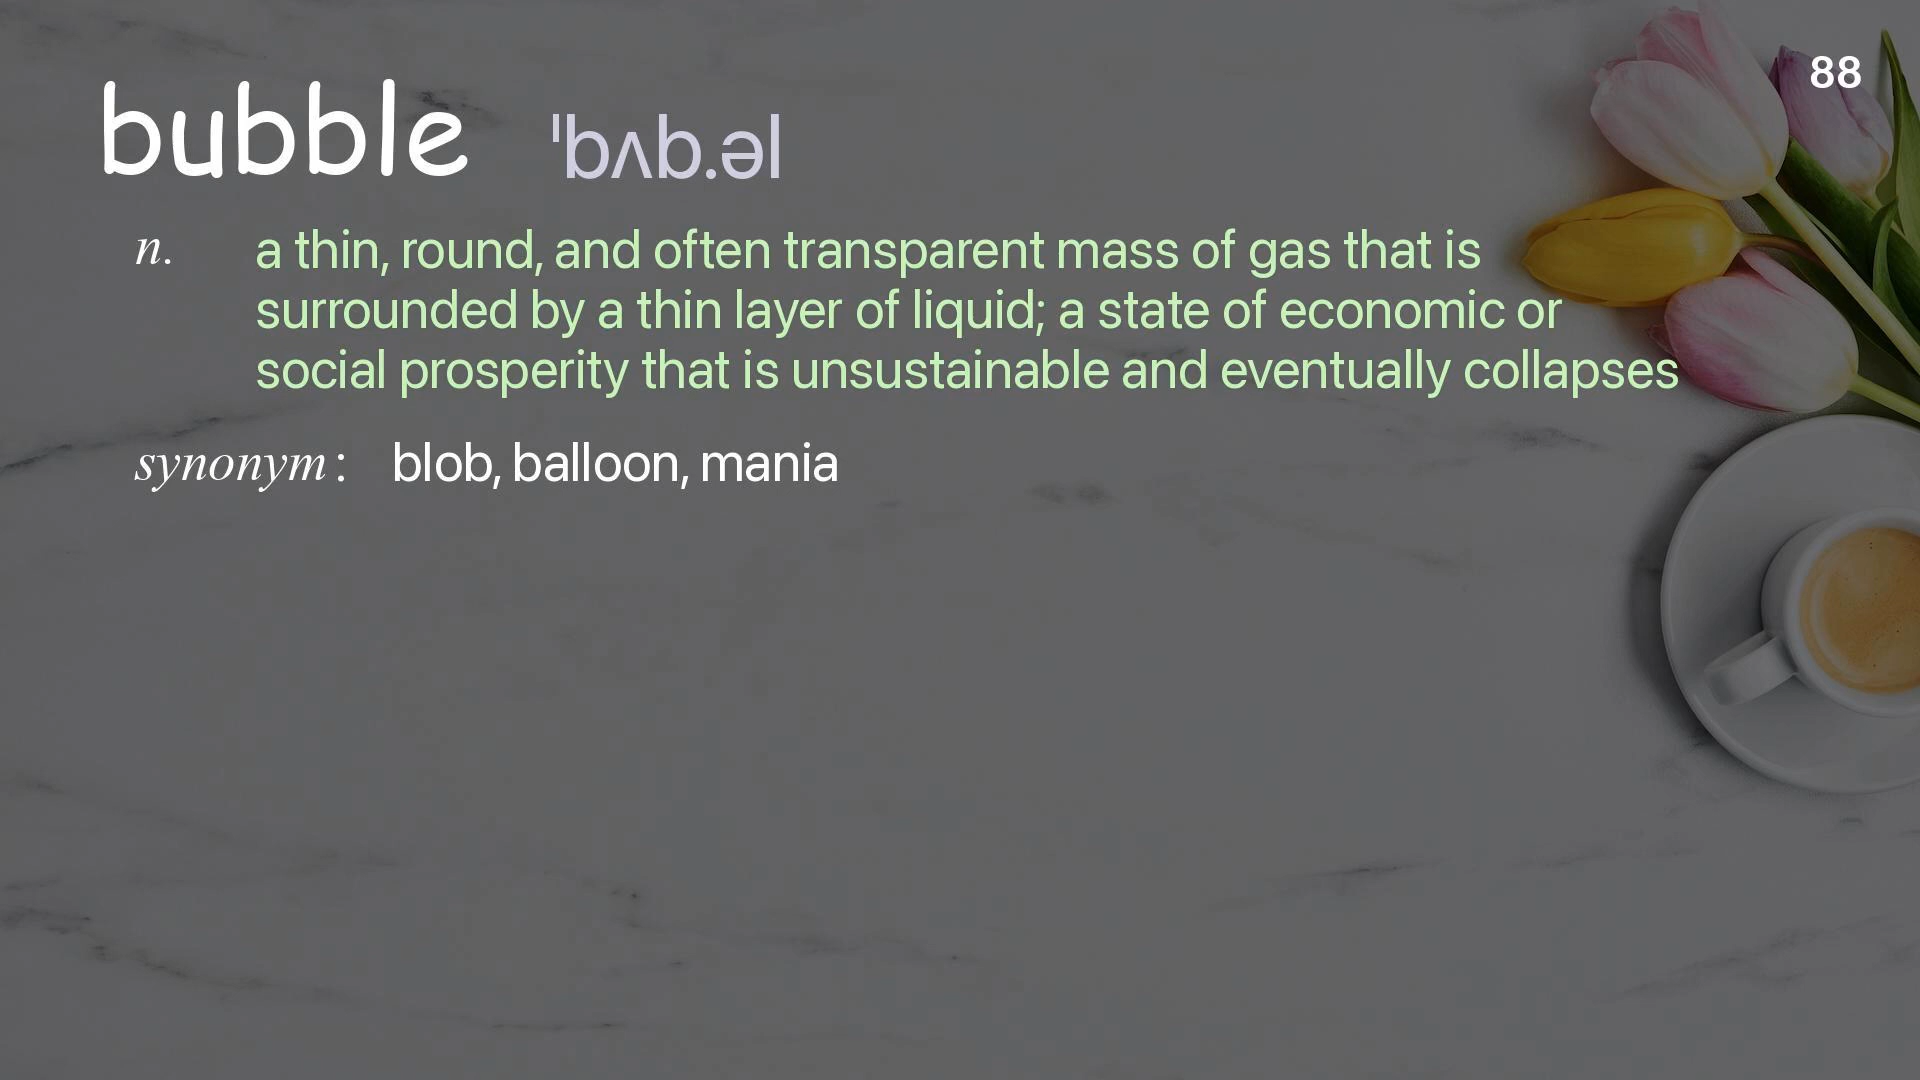 88
bubble ˈbʌb.əl
n. a thin, round, and often transparent mass of gas that is
surrounded by a thin layer of liquid; a state of economic or
social prosperity that is unsustainable and eventually collapses
synonym: blob, balloon, mania